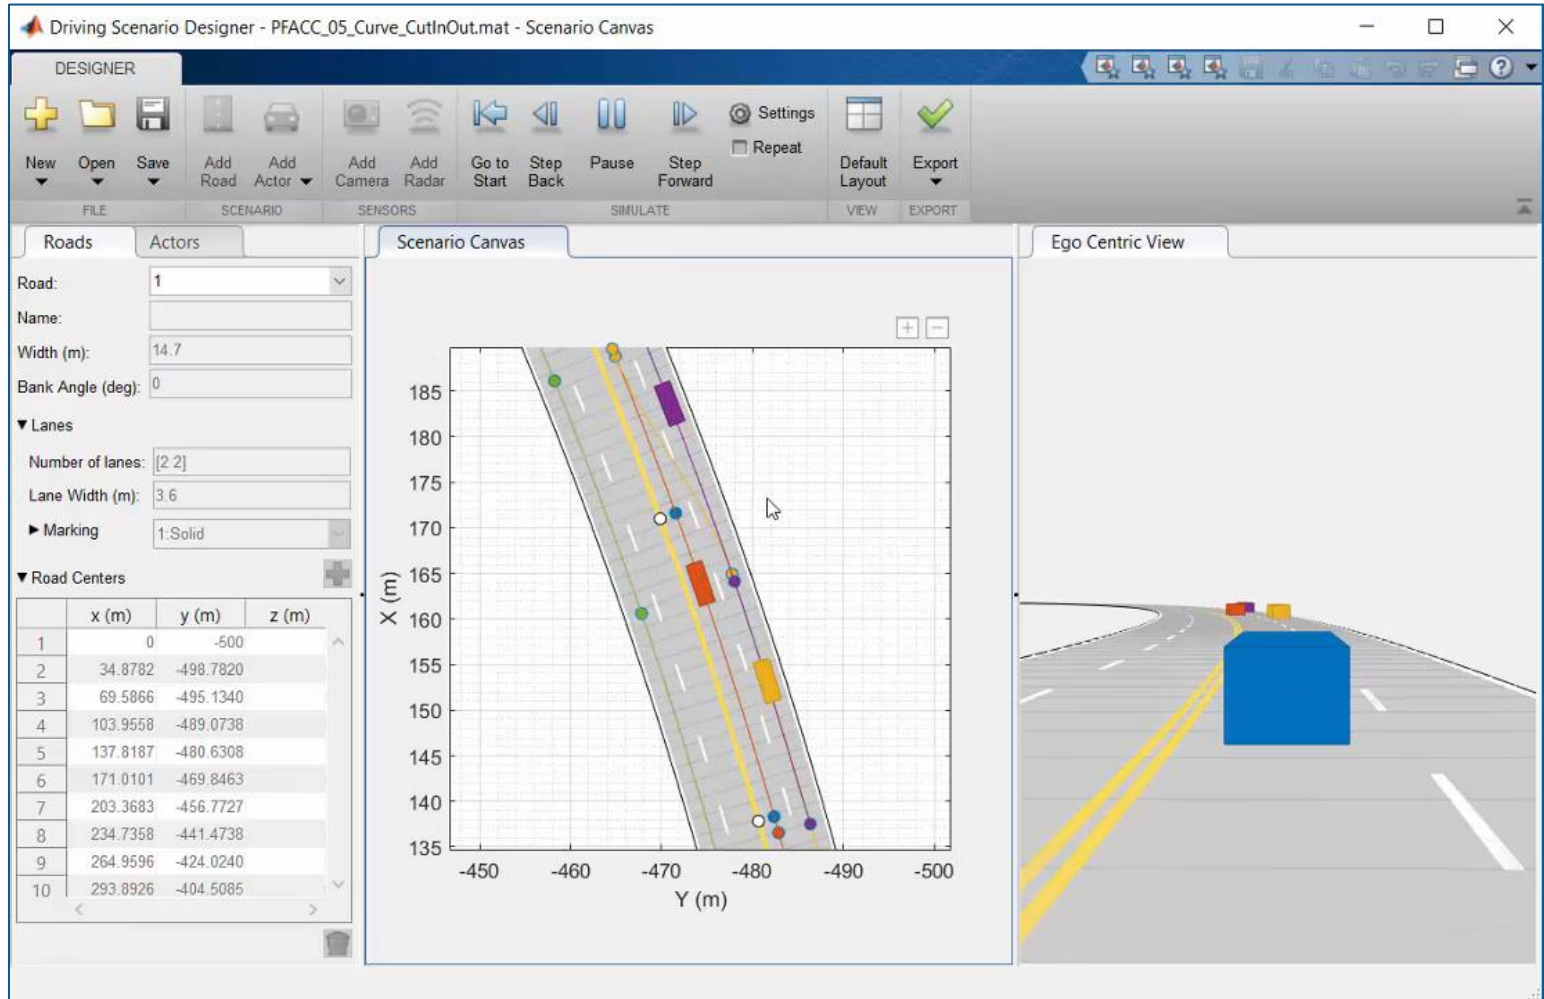 Driving Scenario Designer - PFACC_05_Curve_CutInOut.mat - Scenario Canvas
DESIGNER
New
Open
Save
Add Road
Add Actor
Add Camera
Add Radar
Go to Start
Step Back
Pause
Step Forward
Settings
Repeat
Default Layout
Export
FILE
SCENARIO
SENSORS
SIMULATE
VIEW
EXPORT
Roads
Actors
Road: 1
Name:
Width (m): 14.7
Bank Angle (deg): 0
Lanes
Number of lanes: [2 2]
Lane Width (m): 3.6
Marking 1:Solid
Road Centers
x (m) y (m) z (m)
1 0 -500
2 34.8782 -498.7820
3 69.5866 -495.1340
4 103.9558 -489.0738
5 137.8187 -480.6308
6 171.0101 -469.8463
7 203.3683 -456.7727
8 234.7358 -441.4738
9 264.9596 -424.0240
10 293.8926 -404.5085
Scenario Canvas
185
180
175
170
165
160
155
150
145
140
135
X (m)
-450 -460 -470 -480 -490 -500
Y (m)
Ego Centric View